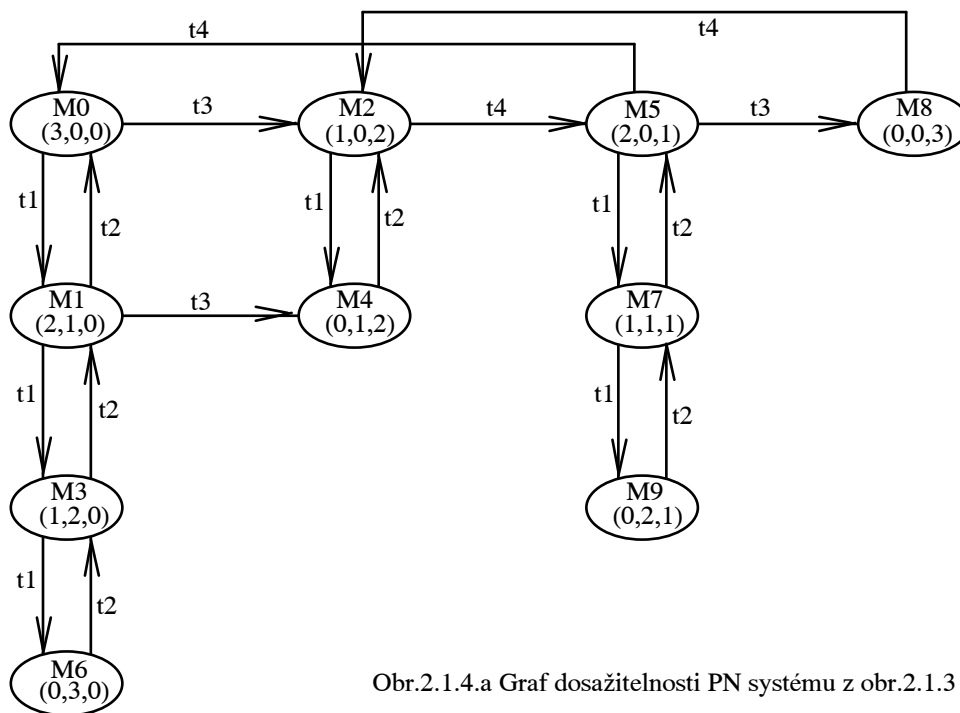 t4
t4
M0
(3,0,0)
t3
M2
(1,0,2)
t4
M5
(2,0,1)
t3
M8
(0,0,3)
t1
t2
t1
t2
t1
t2
M1
(2,1,0)
t3
M4
(0,1,2)
M7
(1,1,1)
t1
t2
t1
t2
M3
(1,2,0)
M9
(0,2,1)
t1
t2
M6
(0,3,0)
Obr.2.1.4.a Graf dosažitelnosti PN systému z obr.2.1.3